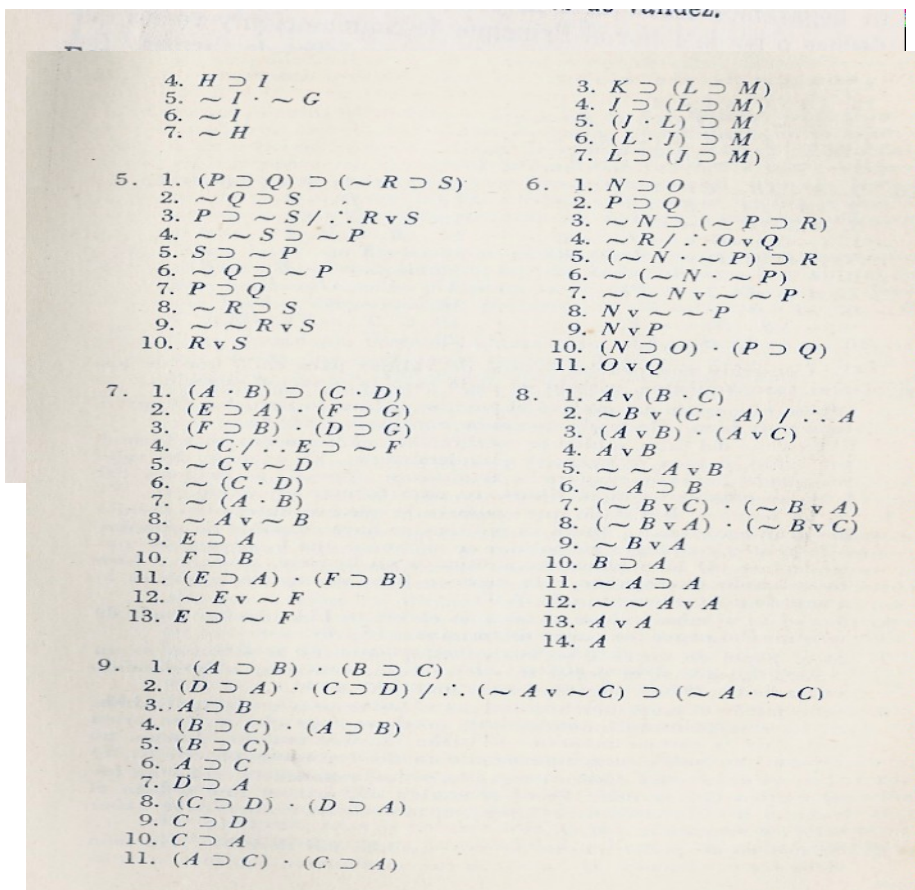 validez.
4. H ⊃ I
5. ~ I · ~ G
6. ~ I
7. ~ H
3. K ⊃ (L ⊃ M)
4. J ⊃ (L ⊃ M)
5. (J · L) ⊃ M
6. (L · J) ⊃ M
7. L ⊃ (J ⊃ M)
5. 1. (P ⊃ Q) ⊃ (~ R ⊃ S)
2. ~ Q ⊃ S
3. P ⊃ ~ S / ∴ R v S
4. ~ ~ S ⊃ ~ P
5. S ⊃ ~ P
6. ~ Q ⊃ ~ P
7. P ⊃ Q
8. ~ R ⊃ S
9. ~ ~ R v S
10. R v S
6. 1. N ⊃ O
2. P ⊃ Q
3. ~ N ⊃ (~ P ⊃ R)
4. ~ R / ∴ O v Q
5. (~ N · ~ P) ⊃ R
6. ~ (~ N · ~ P)
7. ~ ~ N v ~ ~ P
8. N v ~ ~ P
9. N v P
10. (N ⊃ O) · (P ⊃ Q)
11. O v Q
7. 1. (A · B) ⊃ (C · D)
2. (E ⊃ A) · (F ⊃ G)
3. (F ⊃ B) · (D ⊃ G)
4. ~ C / ∴ E ⊃ ~ F
5. ~ C v ~ D
6. ~ (C · D)
7. ~ (A · B)
8. ~ A v ~ B
9. E ⊃ A
10. F ⊃ B
11. (E ⊃ A) · (F ⊃ B)
12. ~ E v ~ F
13. E ⊃ ~ F
8. 1. A v (B · C)
2. ~B v (C · A) / ∴ A
3. (A v B) · (A v C)
4. A v B
5. ~ ~ A v B
6. ~ A ⊃ B
7. (~ B v C) · (~ B v A)
8. (~ B v A) · (~ B v C)
9. ~ B v A
10. B ⊃ A
11. ~ A ⊃ A
12. ~ ~ A v A
13. A v A
14. A
9. 1. (A ⊃ B) · (B ⊃ C)
2. (D ⊃ A) · (C ⊃ D) / ∴ (~ A v ~ C) ⊃ (~ A · ~ C)
3. A ⊃ B
4. (B ⊃ C) · (A ⊃ B)
5. (B ⊃ C)
6. A ⊃ C
7. D ⊃ A
8. (C ⊃ D) · (D ⊃ A)
9. C ⊃ D
10. C ⊃ A
11. (A ⊃ C) · (C ⊃ A)